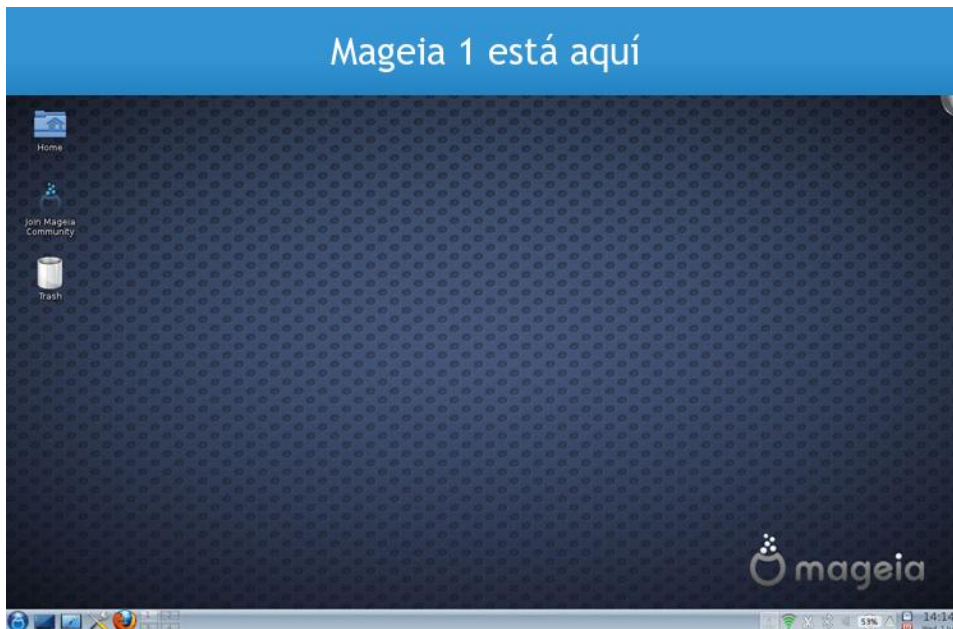 Mageia 1 está aquí
Home
Join Mageia
Community
Trash
mageia
53%
14:14